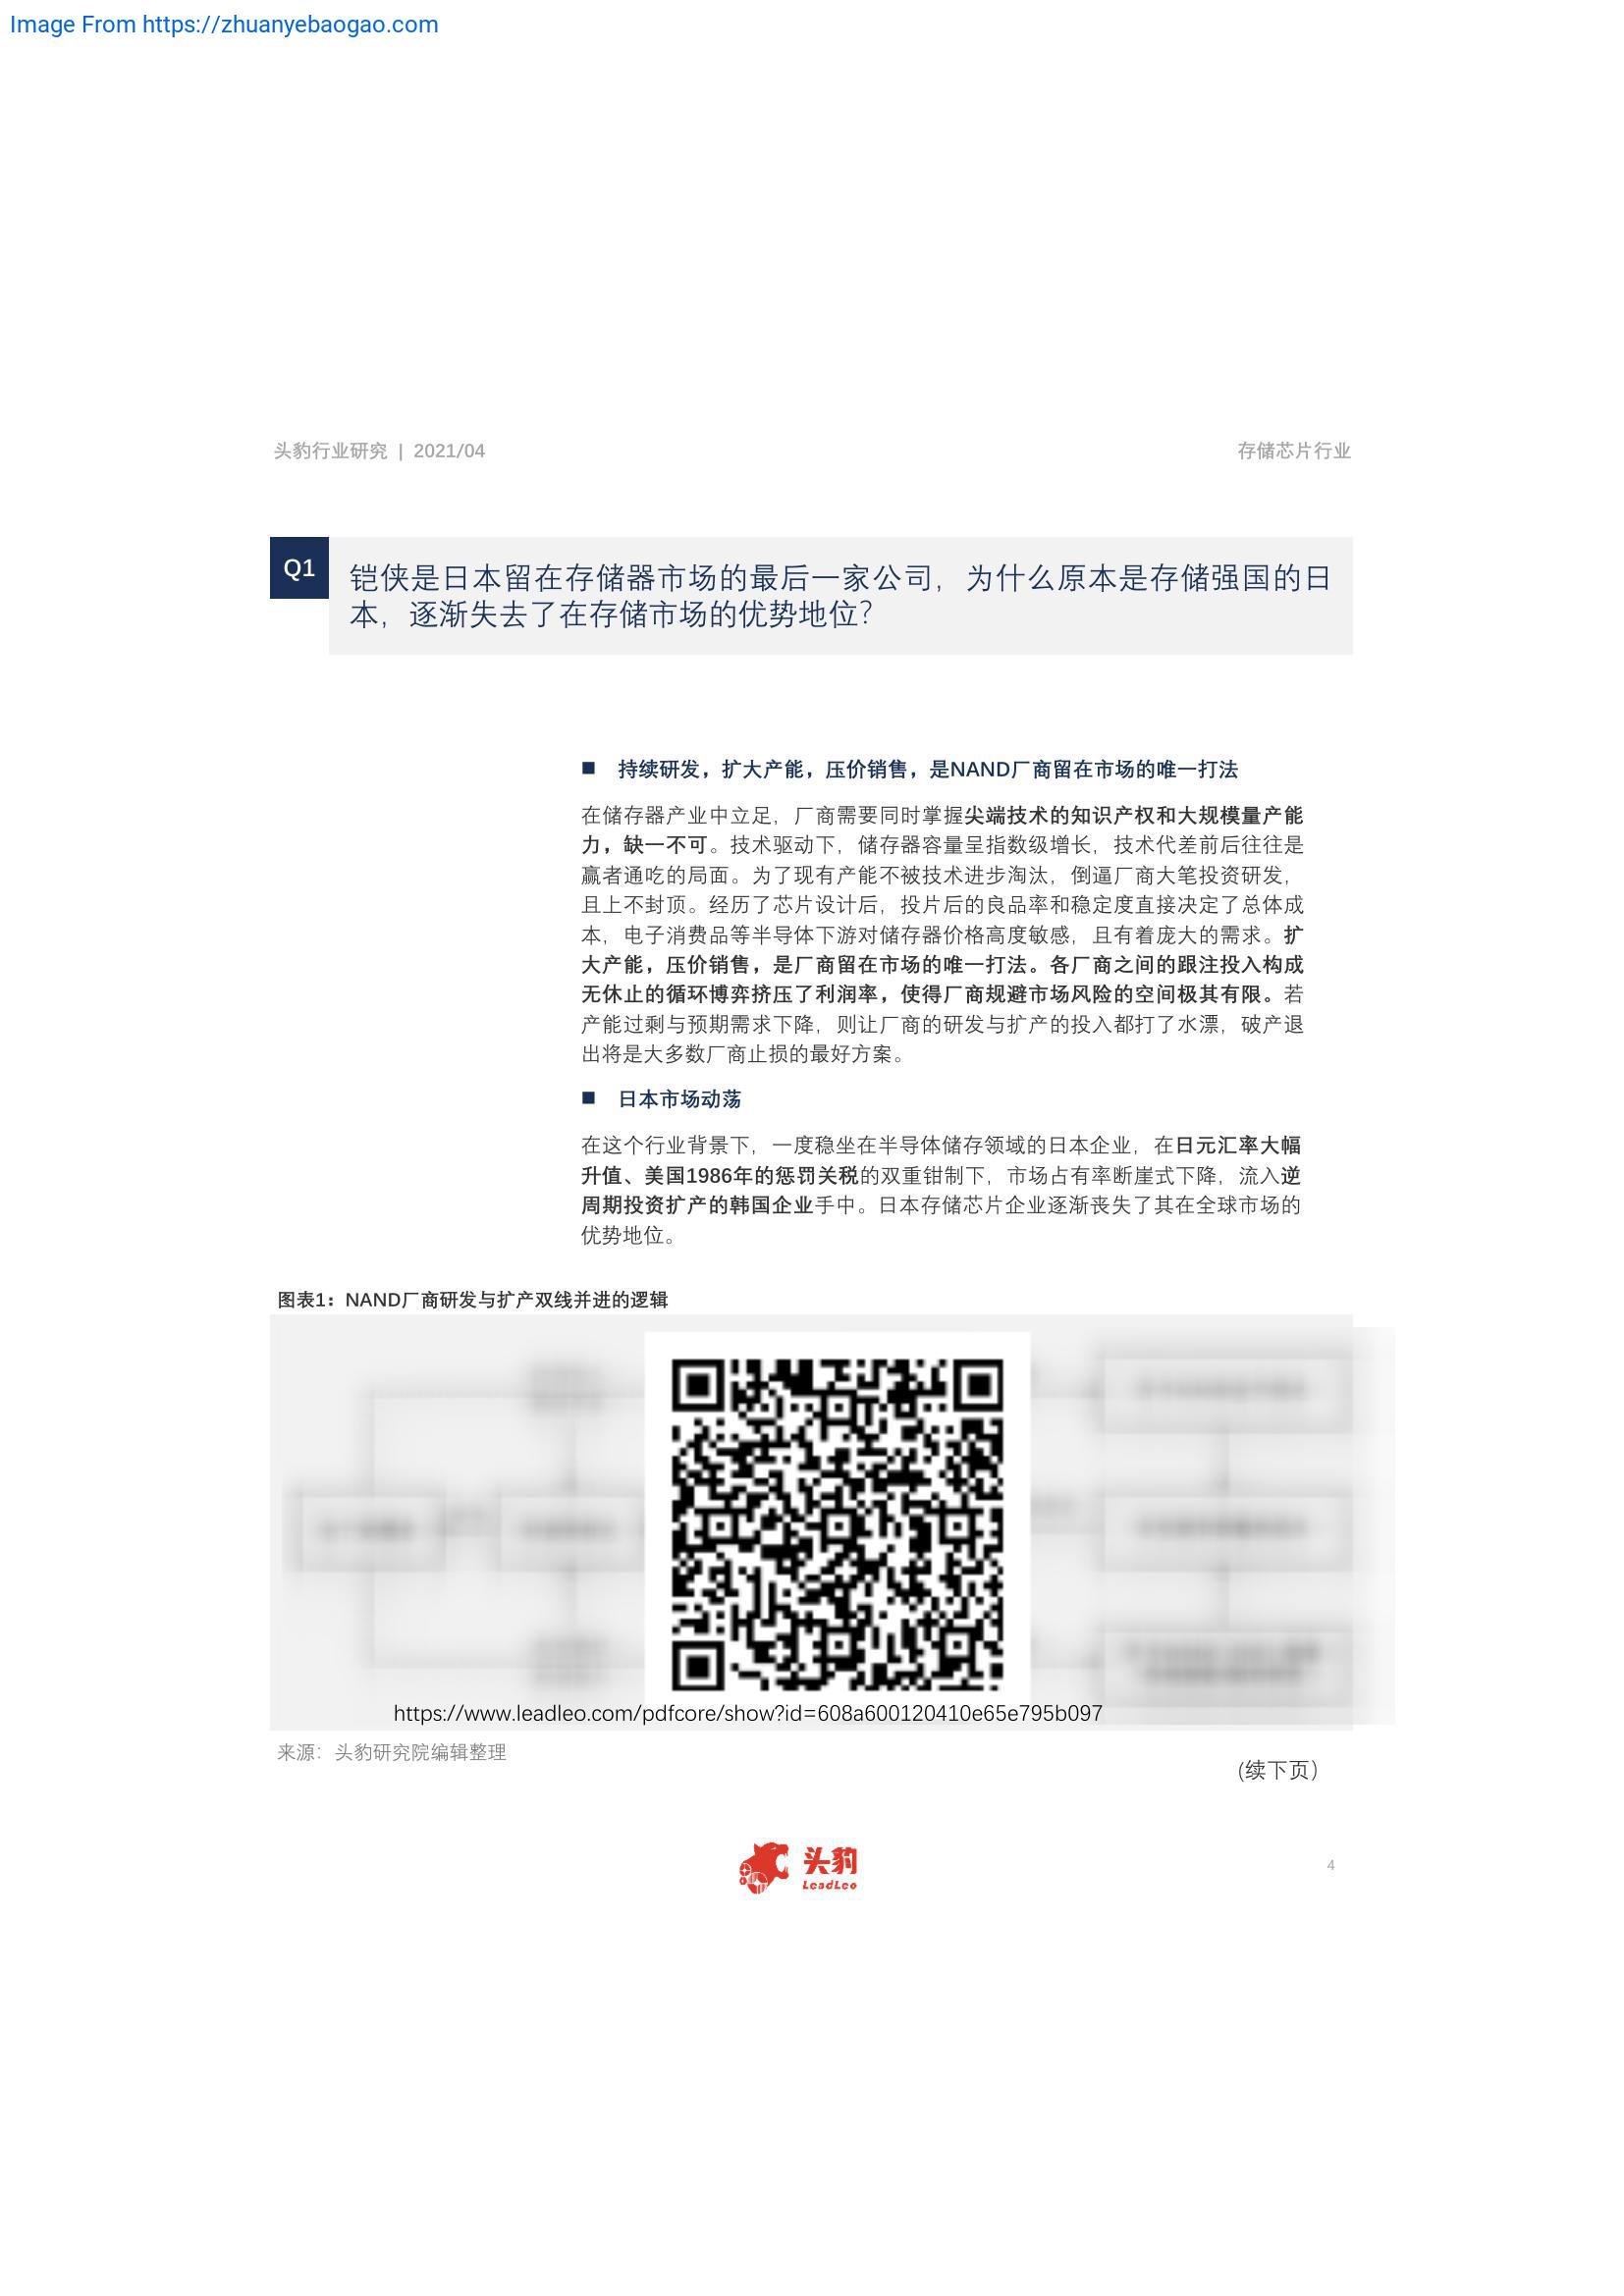 Image From https://zhuanyebaogao.com
头豹行业研究 | 2021/04
存储芯片行业
Q1
铠侠是日本留在存储器市场的最后一家公司，为什么原本是存储强国的日
本，逐渐失去了在存储市场的优势地位？
■ 持续研发，扩大产能，压价销售，是NAND厂商留在市场的唯一打法
在储存器产业中立足，厂商需要同时掌握尖端技术的知识产权和大规模量产能
力，缺一不可。技术驱动下，储存器容量呈指数级增长，技术代差前后往往是
赢者通吃的局面。为了现有产能不被技术进步淘汰，倒逼厂商大笔投资研发，
且上不封顶。经历了芯片设计后，投片后的良品率和稳定度直接决定了总体成
本，电子消费品等半导体下游对储存器价格高度敏感，且有着庞大的需求。扩
大产能，压价销售，是厂商留在市场的唯一打法。各厂商之间的跟注投入构成
无休止的循环博弈挤压了利润率，使得厂商规避市场风险的空间极其有限。若
产能过剩与预期需求下降，则让厂商的研发与扩产的投入都打了水漂，破产退
出将是大多数厂商止损的最好方案。
■ 日本市场动荡
在这个行业背景下，一度稳坐在半导体储存领域的日本企业，在日元汇率大幅
升值、美国1986年的惩罚关税的双重钳制下，市场占有率断崖式下降，流入逆
周期投资扩产的韩国企业手中。日本存储芯片企业逐渐丧失了其在全球市场的
优势地位。
图表1：NAND厂商研发与扩产双线并进的逻辑
https://www.leadleo.com/pdfcore/show?id=608a600120410e65e795b097
来源：头豹研究院编辑整理
(续下页）
头豹
LeadLeo
4